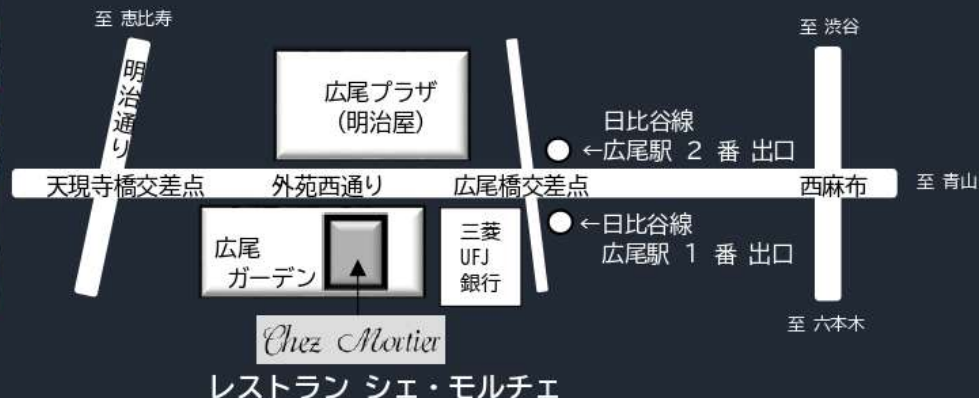 至 恵比寿
至 渋谷
明治通り
広尾プラザ
（明治屋）
日比谷線
←広尾駅 2 番 出口
天現寺橋交差点
外苑西通り
広尾橋交差点
西麻布
至 青山
広尾
ガーデン
三菱
UFJ
銀行
←日比谷線
広尾駅 1 番 出口
至 六本木
Chez Mortier
レストラン シェ・モルチェ